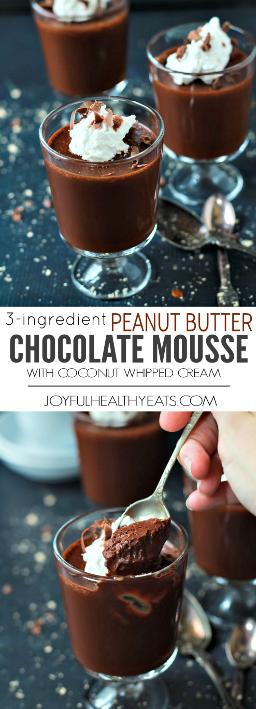 3-ingredient PEANUT BUTTER
CHOCOLATE MOUSSE
WITH COCONUT WHIPPED CREAM
JOYFULHEALTHYEATS.COM